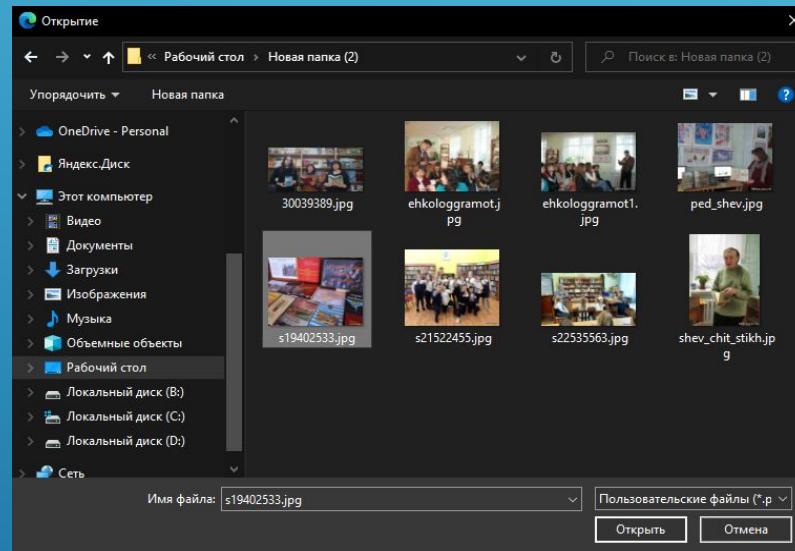 Открытие
« Рабочий стол > Новая папка (2)
Поиск в: Новая папка (2)
Упорядочить
Новая папка
OneDrive - Personal
Яндекс.Диск
Этот компьютер
Видео
Документы
Загрузки
Изображения
Музыка
Объемные объекты
Рабочий стол
Локальный диск (B:)
Локальный диск (C:)
Локальный диск (D:)
Сеть
30039389.jpg
ehkologgramot.j
pg
ehkologgramot1.
jpg
ped_shev.jpg
s19402533.jpg
s21522455.jpg
s22535563.jpg
shev_chit_stikh.jp
g
Имя файла: s19402533.jpg
Пользовательские файлы (*.p
Открыть
Отмена